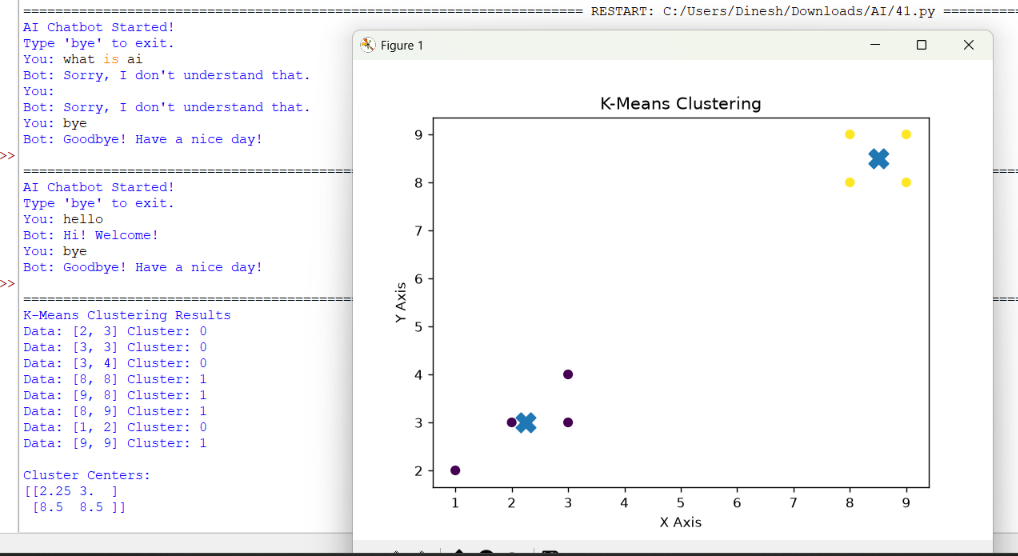 RESTART: C:/Users/Dinesh/Downloads/AI/41.py
AI Chatbot Started!
Type 'bye' to exit.
You: what is ai
Bot: Sorry, I don't understand that.
You:
Bot: Sorry, I don't understand that.
You: bye
Bot: Goodbye! Have a nice day!
>>
AI Chatbot Started!
Type 'bye' to exit.
You: hello
Bot: Hi! Welcome!
You: bye
Bot: Goodbye! Have a nice day!
>>
K-Means Clustering Results
Data: [2, 3] Cluster: 0
Data: [3, 3] Cluster: 0
Data: [3, 4] Cluster: 0
Data: [8, 8] Cluster: 1
Data: [9, 8] Cluster: 1
Data: [8, 9] Cluster: 1
Data: [1, 2] Cluster: 0
Data: [9, 9] Cluster: 1
Cluster Centers:
[[2.25 3.  ]
 [8.5  8.5 ]]
Figure 1
K-Means Clustering
9
8
7
6
5
4
3
2
Y Axis
1 2 3 4 5 6 7 8 9
X Axis